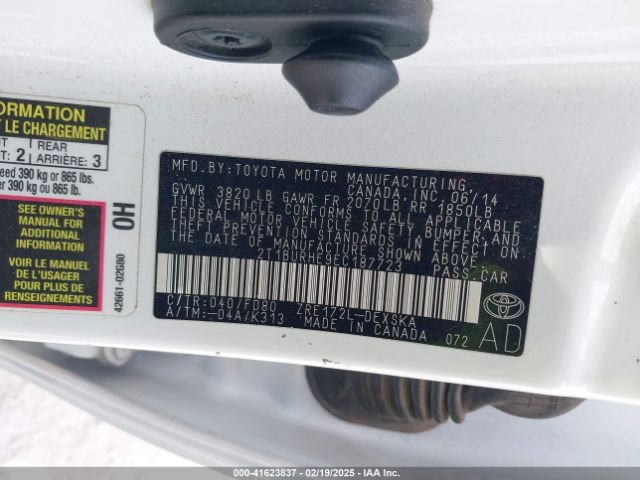 ORMATION
T LE CHARGEMENT
NT REAR
T: 2 ARRIÈRE: 3
eed 390 kg or 865 lbs.
er 390 kg ou 865 lb.
SEE OWNER'S
MANUAL FOR
ADDITIONAL
INFORMATION
VOIR LE MANUEL
DE L'USAGER
POUR PLUS DE
RENSEIGNEMENTS
OH
42661-02G80
MFD.BY:TOYOTA MOTOR MANUFACTURING
CANADA,INC. 06/14
GVWR 3820LB GAWR FR 2070LB RR 1850LB
THIS VEHICLE CONFORMS TO ALL APPLICABLE
FEDERAL MOTOR VEHICLE SAFETY,BUMPER,AND
THEFT PREVENTION STANDARDS IN EFFECT ON
THE DATE OF MANUFACTURE SHOWN ABOVE.
2T1BURHE9EC187723 PASS.CAR
C/TR:040/FD80 ZRE172L-DEXSKA
A/TM:-04A/K313 MADE IN CANADA 072
TOYOTA
AD
000-41623837 - 02/19/2025 - IAA Inc.